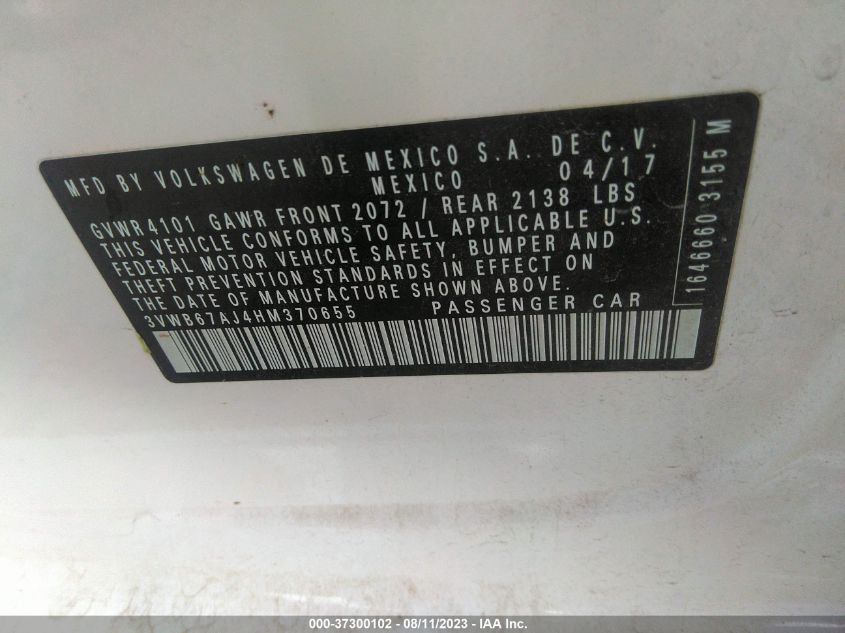 MFD BY VOLKSWAGEN DE MEXICO S.A. DE C.V.
MEXICO 04/17
GVWR 4101 GAWR FRONT 2072 / REAR 2138 LBS
THIS VEHICLE CONFORMS TO ALL APPLICABLE U.S.
FEDERAL MOTOR VEHICLE SAFETY, BUMPER AND
THEFT PREVENTION STANDARDS IN EFFECT ON
THE DATE OF MANUFACTURE SHOWN ABOVE.
3VWB67AJ4HM370655 PASSENGER CAR
1646660 3155 M
000-37300102 - 08/11/2023 - IAA Inc.